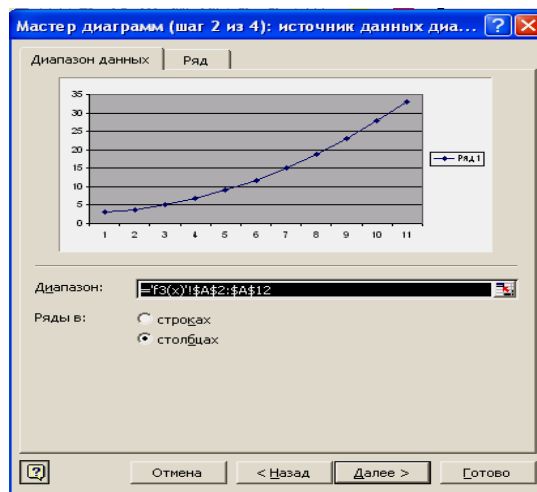 Мастер диаграмм (шаг 2 из 4): источник данных диа...
Диапазон данных Ряд
35
30
25
20
15
10
5
0
1 2 3 4 5 6 7 8 9 10 11
Ряд1
Диапазон: ='f3(x)'!$A$2:$A$12
Ряды в: строках
столбцах
Отмена < Назад Далее > Готово